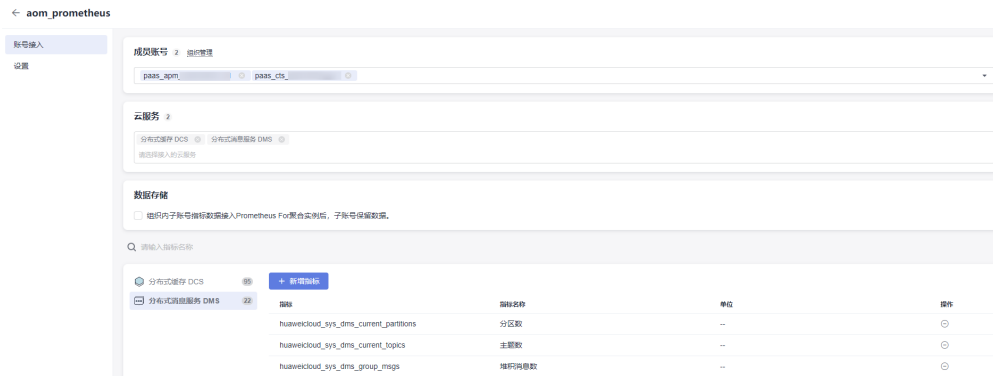 ← aom_prometheus
账号接入
设置
成员账号 2 组织管理
paas_apm_ paas_cts_
云服务 2
分布式缓存 DCS 分布式消息服务 DMS
请选择接入的云服务
数据存储
组织内子账号指标数据接入Prometheus For聚合实例后，子账号保留数据。
请输入指标名称
分布式缓存 DCS 95
分布式消息服务 DMS 22
+ 新增指标
指标 指标名称 单位 操作
huaweicloud_sys_dms_current_partitions 分区数 --
huaweicloud_sys_dms_current_topics 主题数 --
huaweicloud_sys_dms_group_msgs 堆积消息数 --